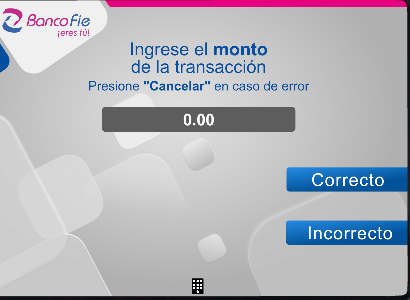 BancoFie
¡eres tú!
Ingrese el monto
de la transacción
Presione "Cancelar" en caso de error
0.00
Correcto
Incorrecto